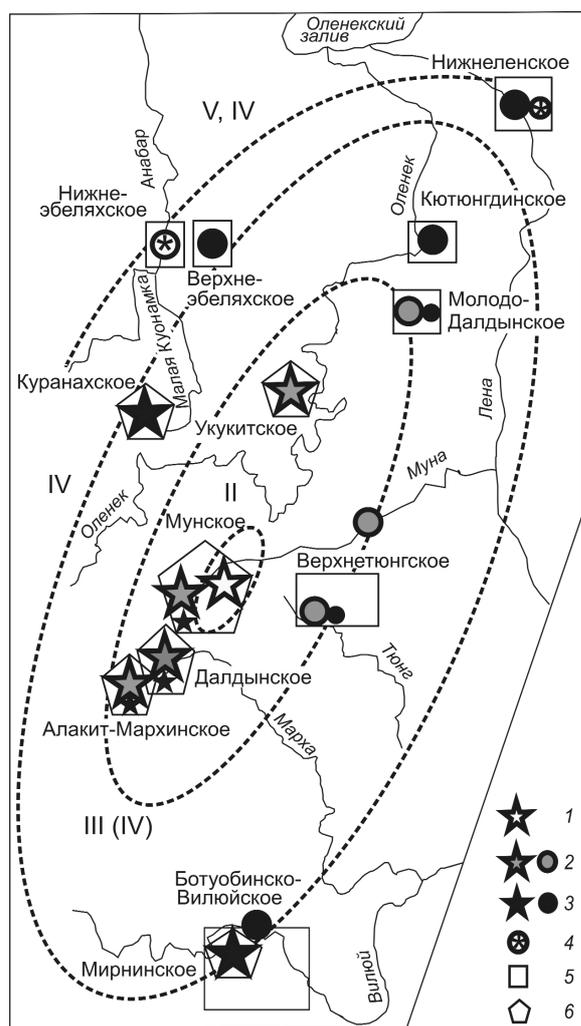 Оленекский
залив
Нижнеленское
V, IV
Анабар
Нижне-
эбеляхское
Оленек
Кютюнгдинское
Верхне-
эбеляхское
Малая Куонамка
Молодо-
Далдынское
Куранахское
Лена
Укукитское
Муна
IV
II
Оленек
Мунское
Верхнетюнгское
Тюнг
Далдынское
Алакит-Мархинское
Марха
III (IV)
1
2
Ботуобинско-
Вилюйское
3
4
Мирнинское
Вилюй
5
6